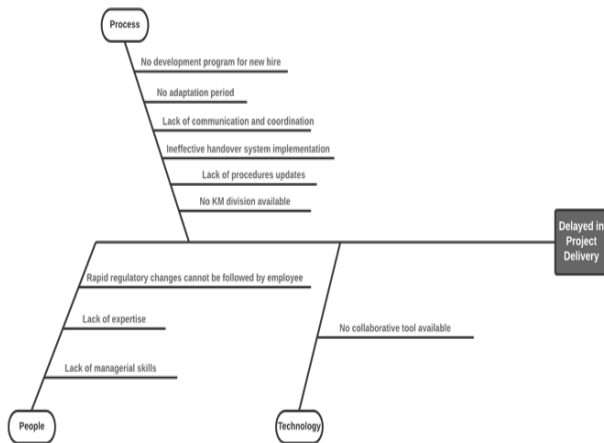 Process
No development program for new hire
No adaptation period
Lack of communication and coordination
Ineffective handover system implementation
Lack of procedures updates
No KM division available
Delayed in
Project
Delivery
Rapid regulatory changes cannot be followed by employee
Lack of expertise
Lack of managerial skills
No collaborative tool available
People
Technology